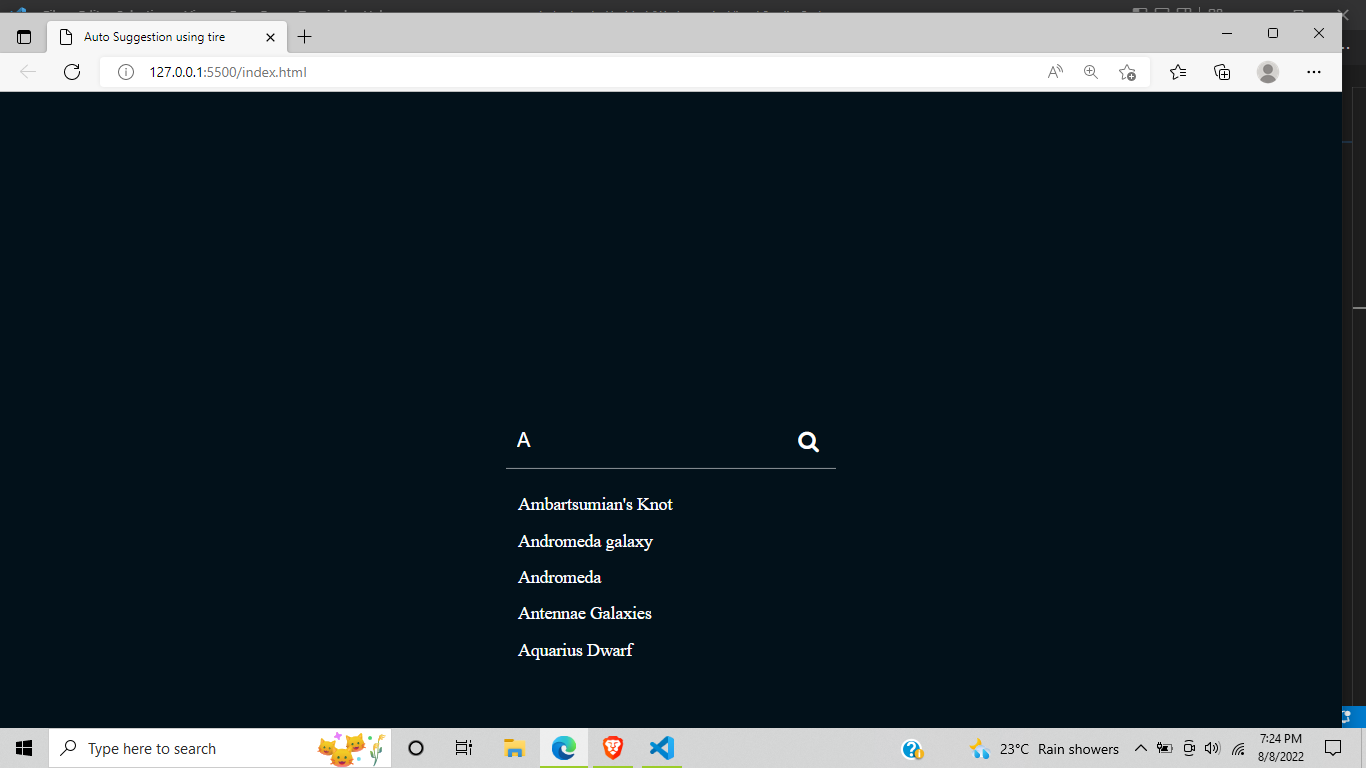 Auto Suggestion using tire
127.0.0.1:5500/index.html
A
Ambartsumian's Knot
Andromeda galaxy
Andromeda
Antennae Galaxies
Aquarius Dwarf
Type here to search
23°C Rain showers
7:24 PM
8/8/2022